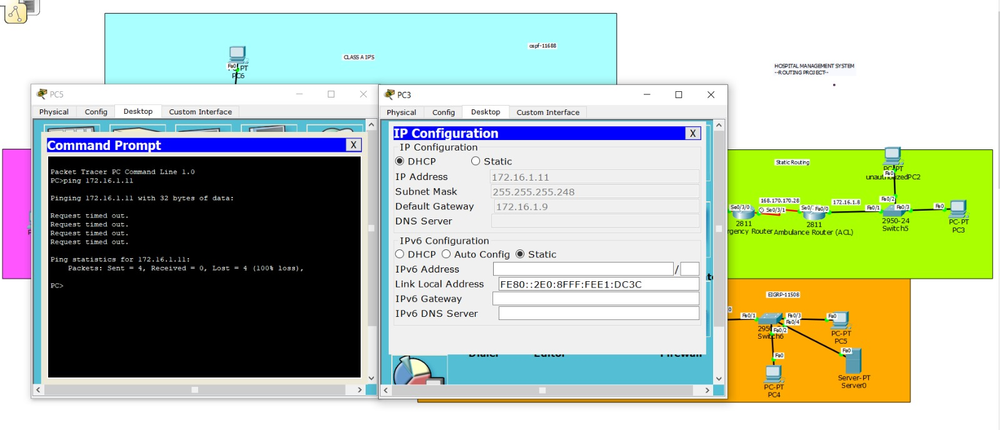 CLASS A IP'S
ospf-11688
Fa0
PC-PT
PC6
HOSPITAL MANAGEMENT SYSTEM
--ROUTING PROJECT--
PC5
Physical
Config
Desktop
Custom Interface
Command Prompt
X
Packet Tracer PC Command Line 1.0
PC>ping 172.16.1.11
Pinging 172.16.1.11 with 32 bytes of data:
Request timed out.
Request timed out.
Request timed out.
Request timed out.
Ping statistics for 172.16.1.11:
Packets: Sent = 4, Received = 0, Lost = 4 (100% loss),
PC>
PC3
Physical
Config
Desktop
Custom Interface
IP Configuration
X
IP Configuration
DHCP
Static
IP Address
172.16.1.11
Subnet Mask
255.255.255.248
Default Gateway
172.16.1.9
DNS Server
IPv6 Configuration
DHCP
Auto Config
Static
IPv6 Address
/
Link Local Address
FE80::2E0:8FFF:FEE1:DC3C
IPv6 Gateway
IPv6 DNS Server
Static Routing
PC-PT
Fa0
unauthorizedPC2
168.170.170.28
172.16.1.8
Fa0/2
Se0/3/0
Se0/3/1
Se0/
Fa0/0
Fa0/1
Fa0/3
Fa0
2811
2811
Ambulance Router (ACL)
2950-24
Switch5
PC-PT
PC3
EIGRP-11508
Fa0/1
Fa0/3
Fa0/4
Fa0/2
Switch6
Fa0
PC-PT
PC5
Fa0
Fa0
PC-PT
PC4
Server-PT
Server0